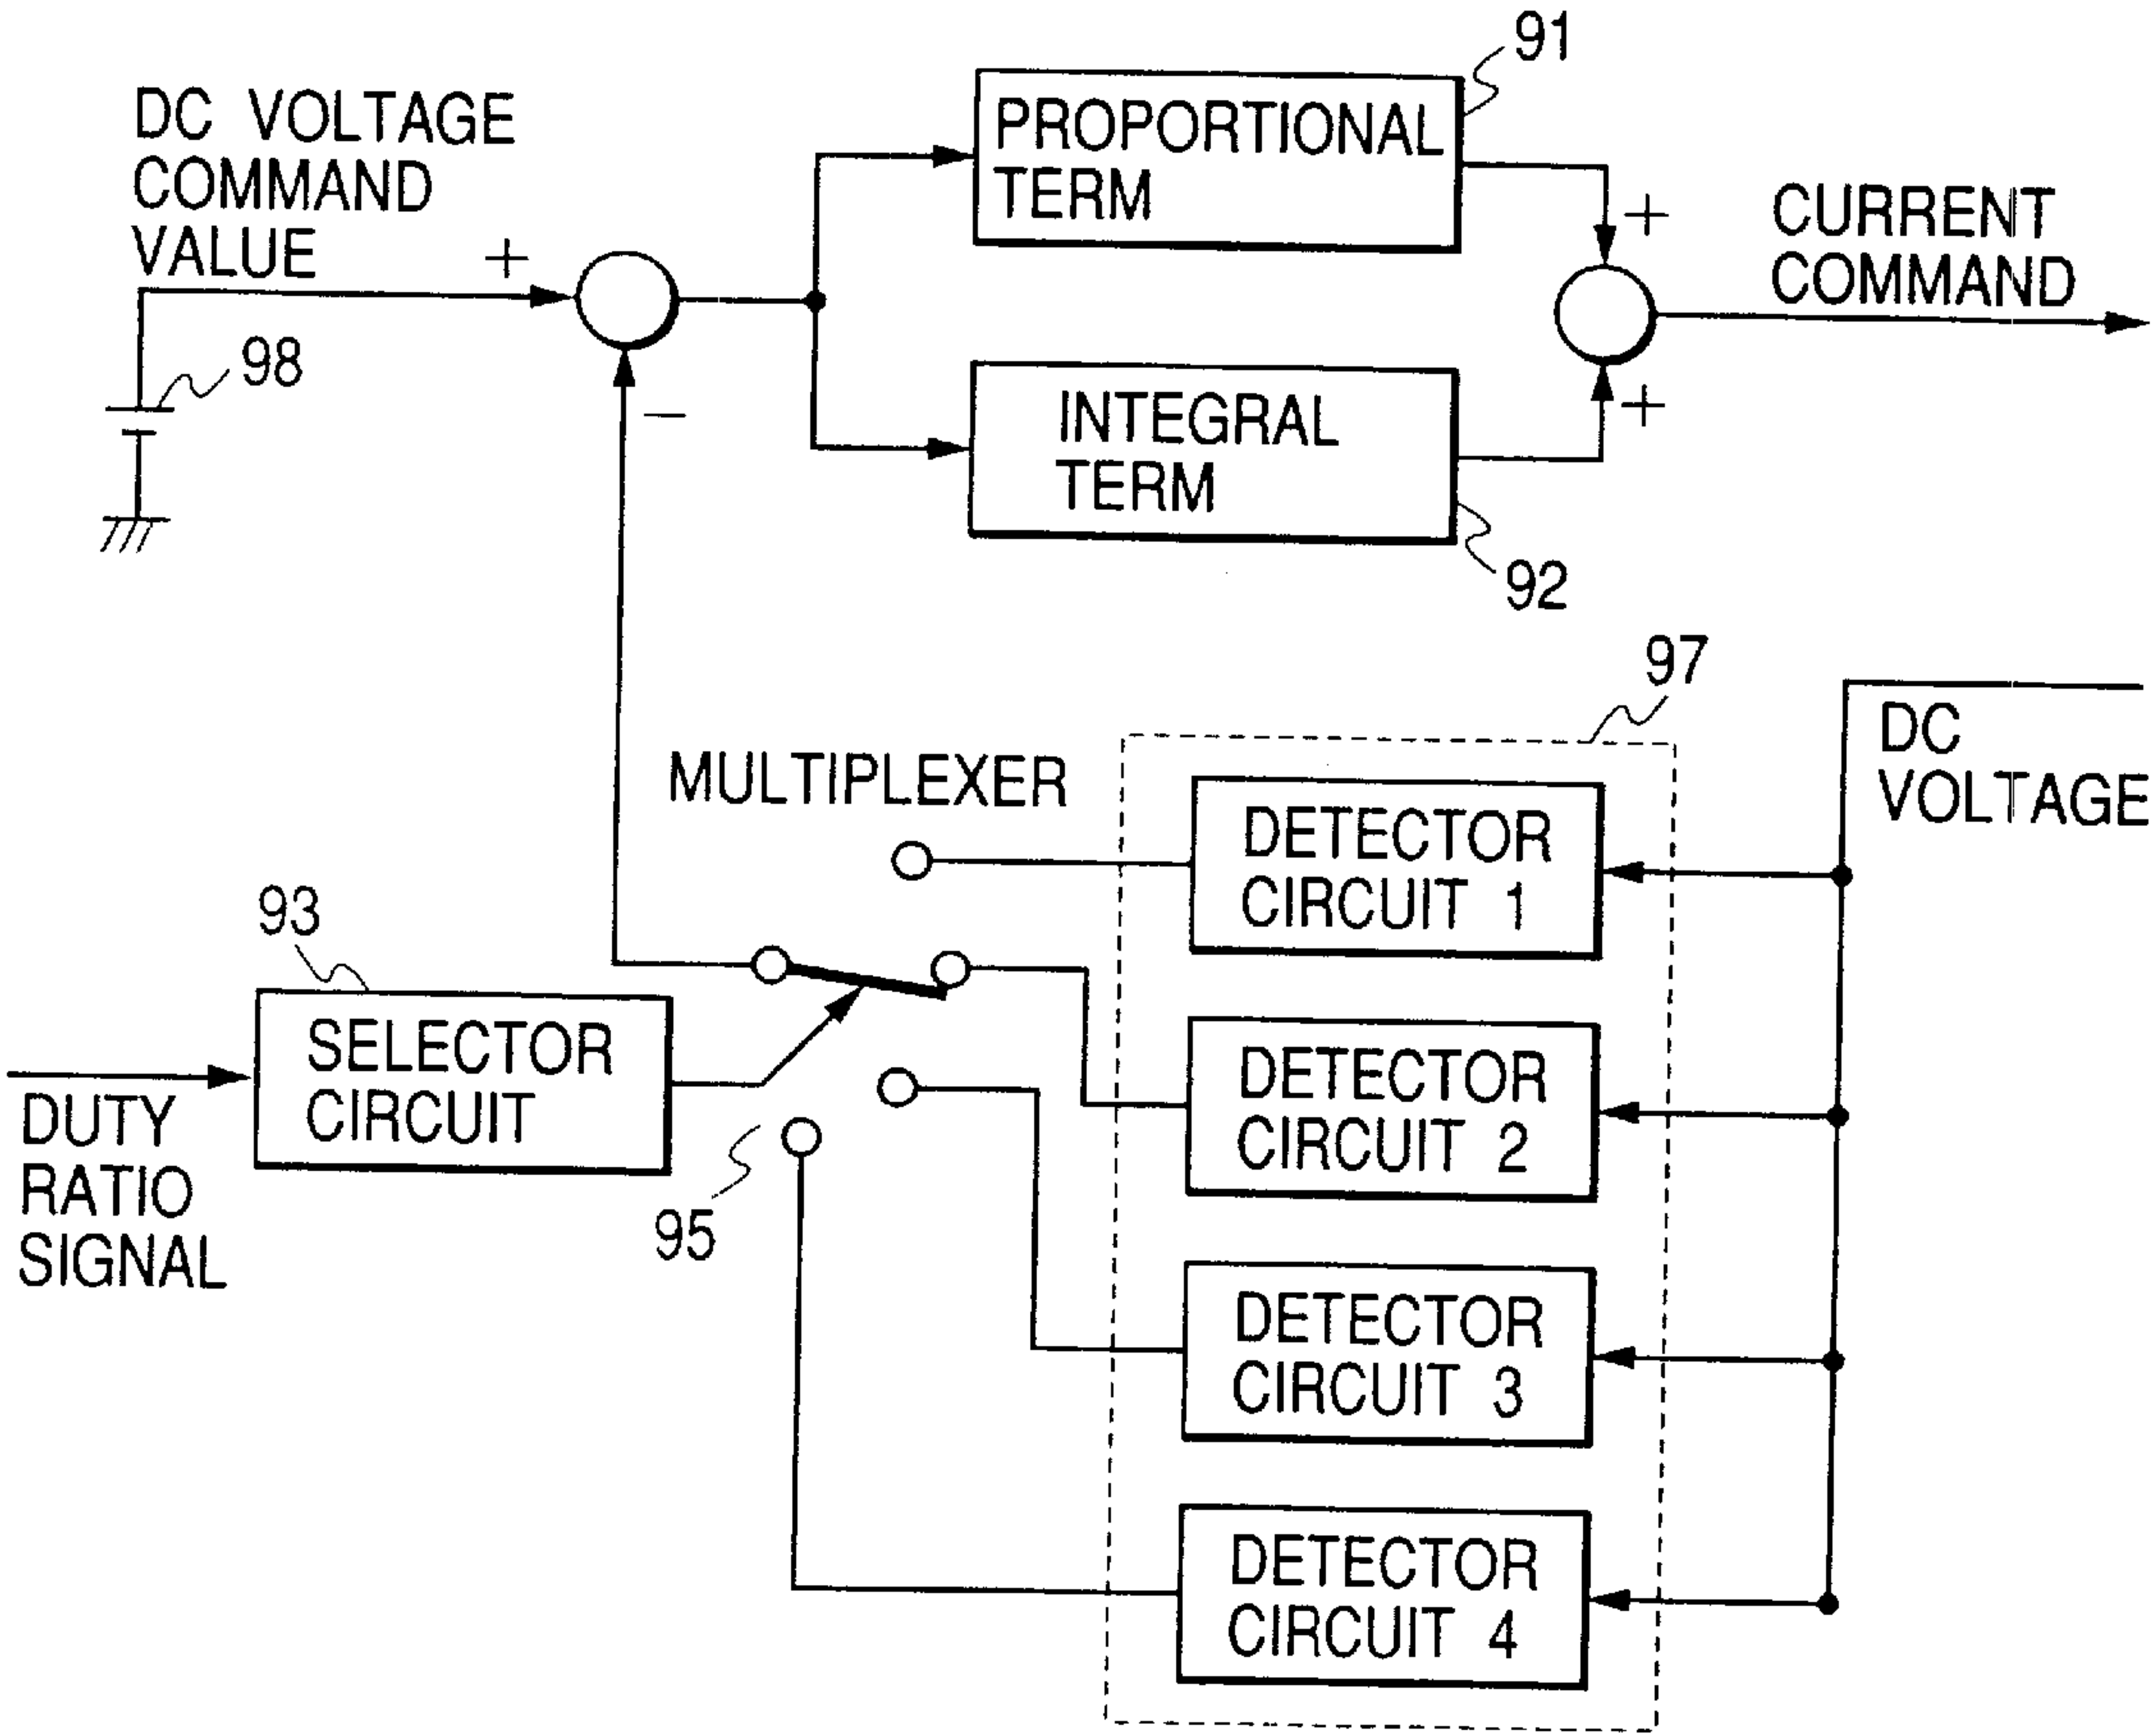 91
DC VOLTAGE
COMMAND
VALUE
PROPORTIONAL
TERM
+
+
CURRENT
COMMAND
98
−
INTEGRAL
TERM
+
92
97
DC
VOLTAGE
MULTIPLEXER
DETECTOR
CIRCUIT 1
93
SELECTOR
CIRCUIT
DUTY
RATIO
SIGNAL
DETECTOR
CIRCUIT 2
95
DETECTOR
CIRCUIT 3
DETECTOR
CIRCUIT 4